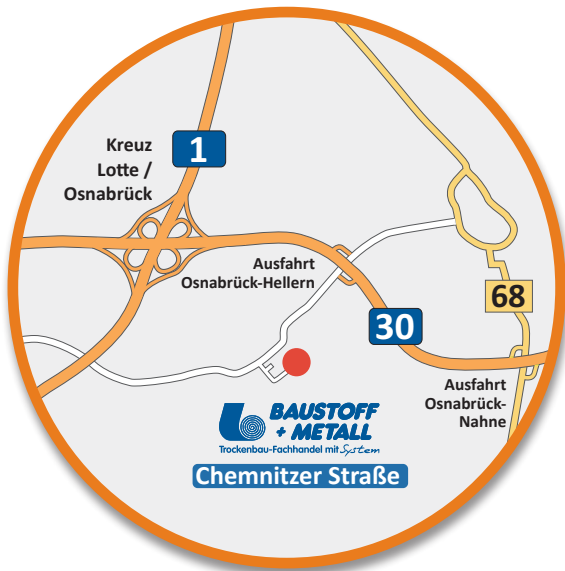 Kreuz
Lotte /
Osnabrück
1
Ausfahrt
Osnabrück-Hellern
30
68
Ausfahrt
Osnabrück-
Nahne
BAUSTOFF
+ METALL
Trockenbau-Fachhandel mit System
Chemnitzer Straße